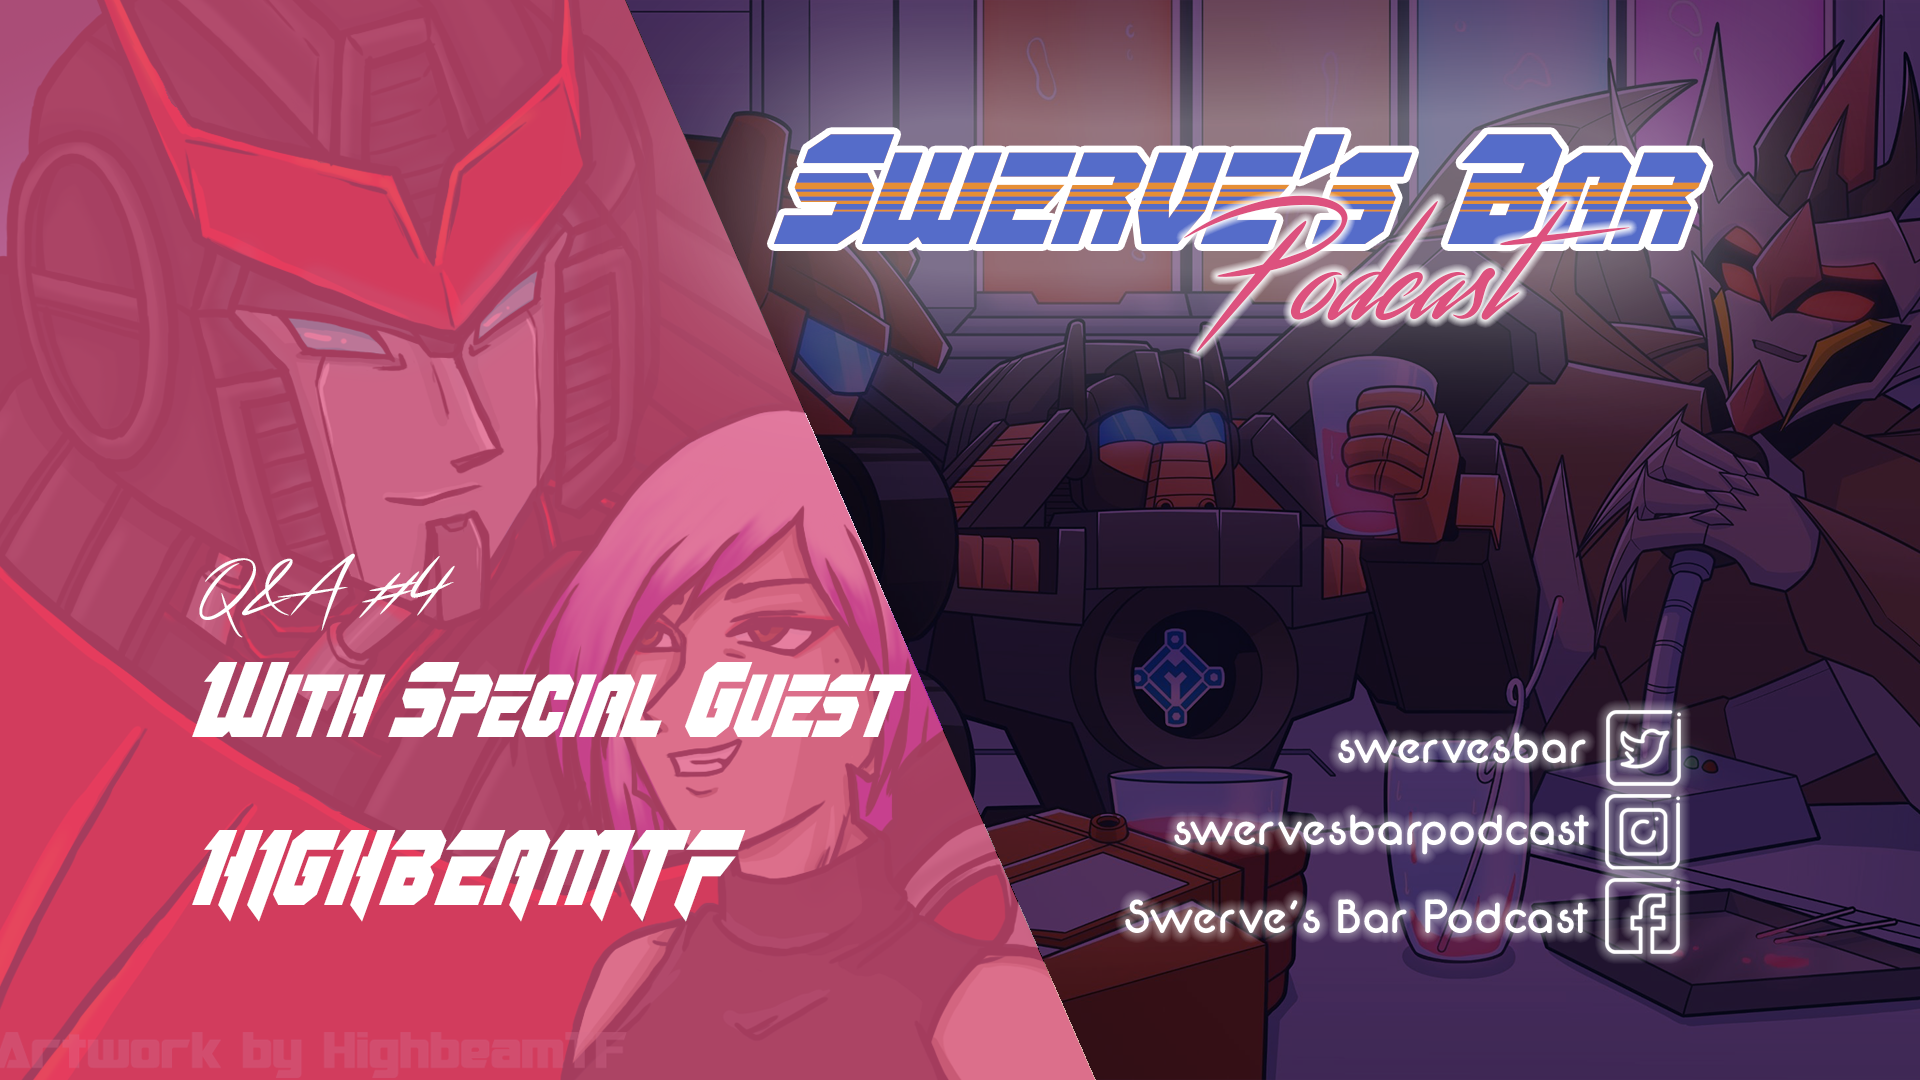 Swerve's Bar
Podcast
Q&A #4
With Special Guest
HighbeamTF
swervesbar
swervesbarpodcast
Swerve's Bar Podcast
Artwork by HighbeamTF